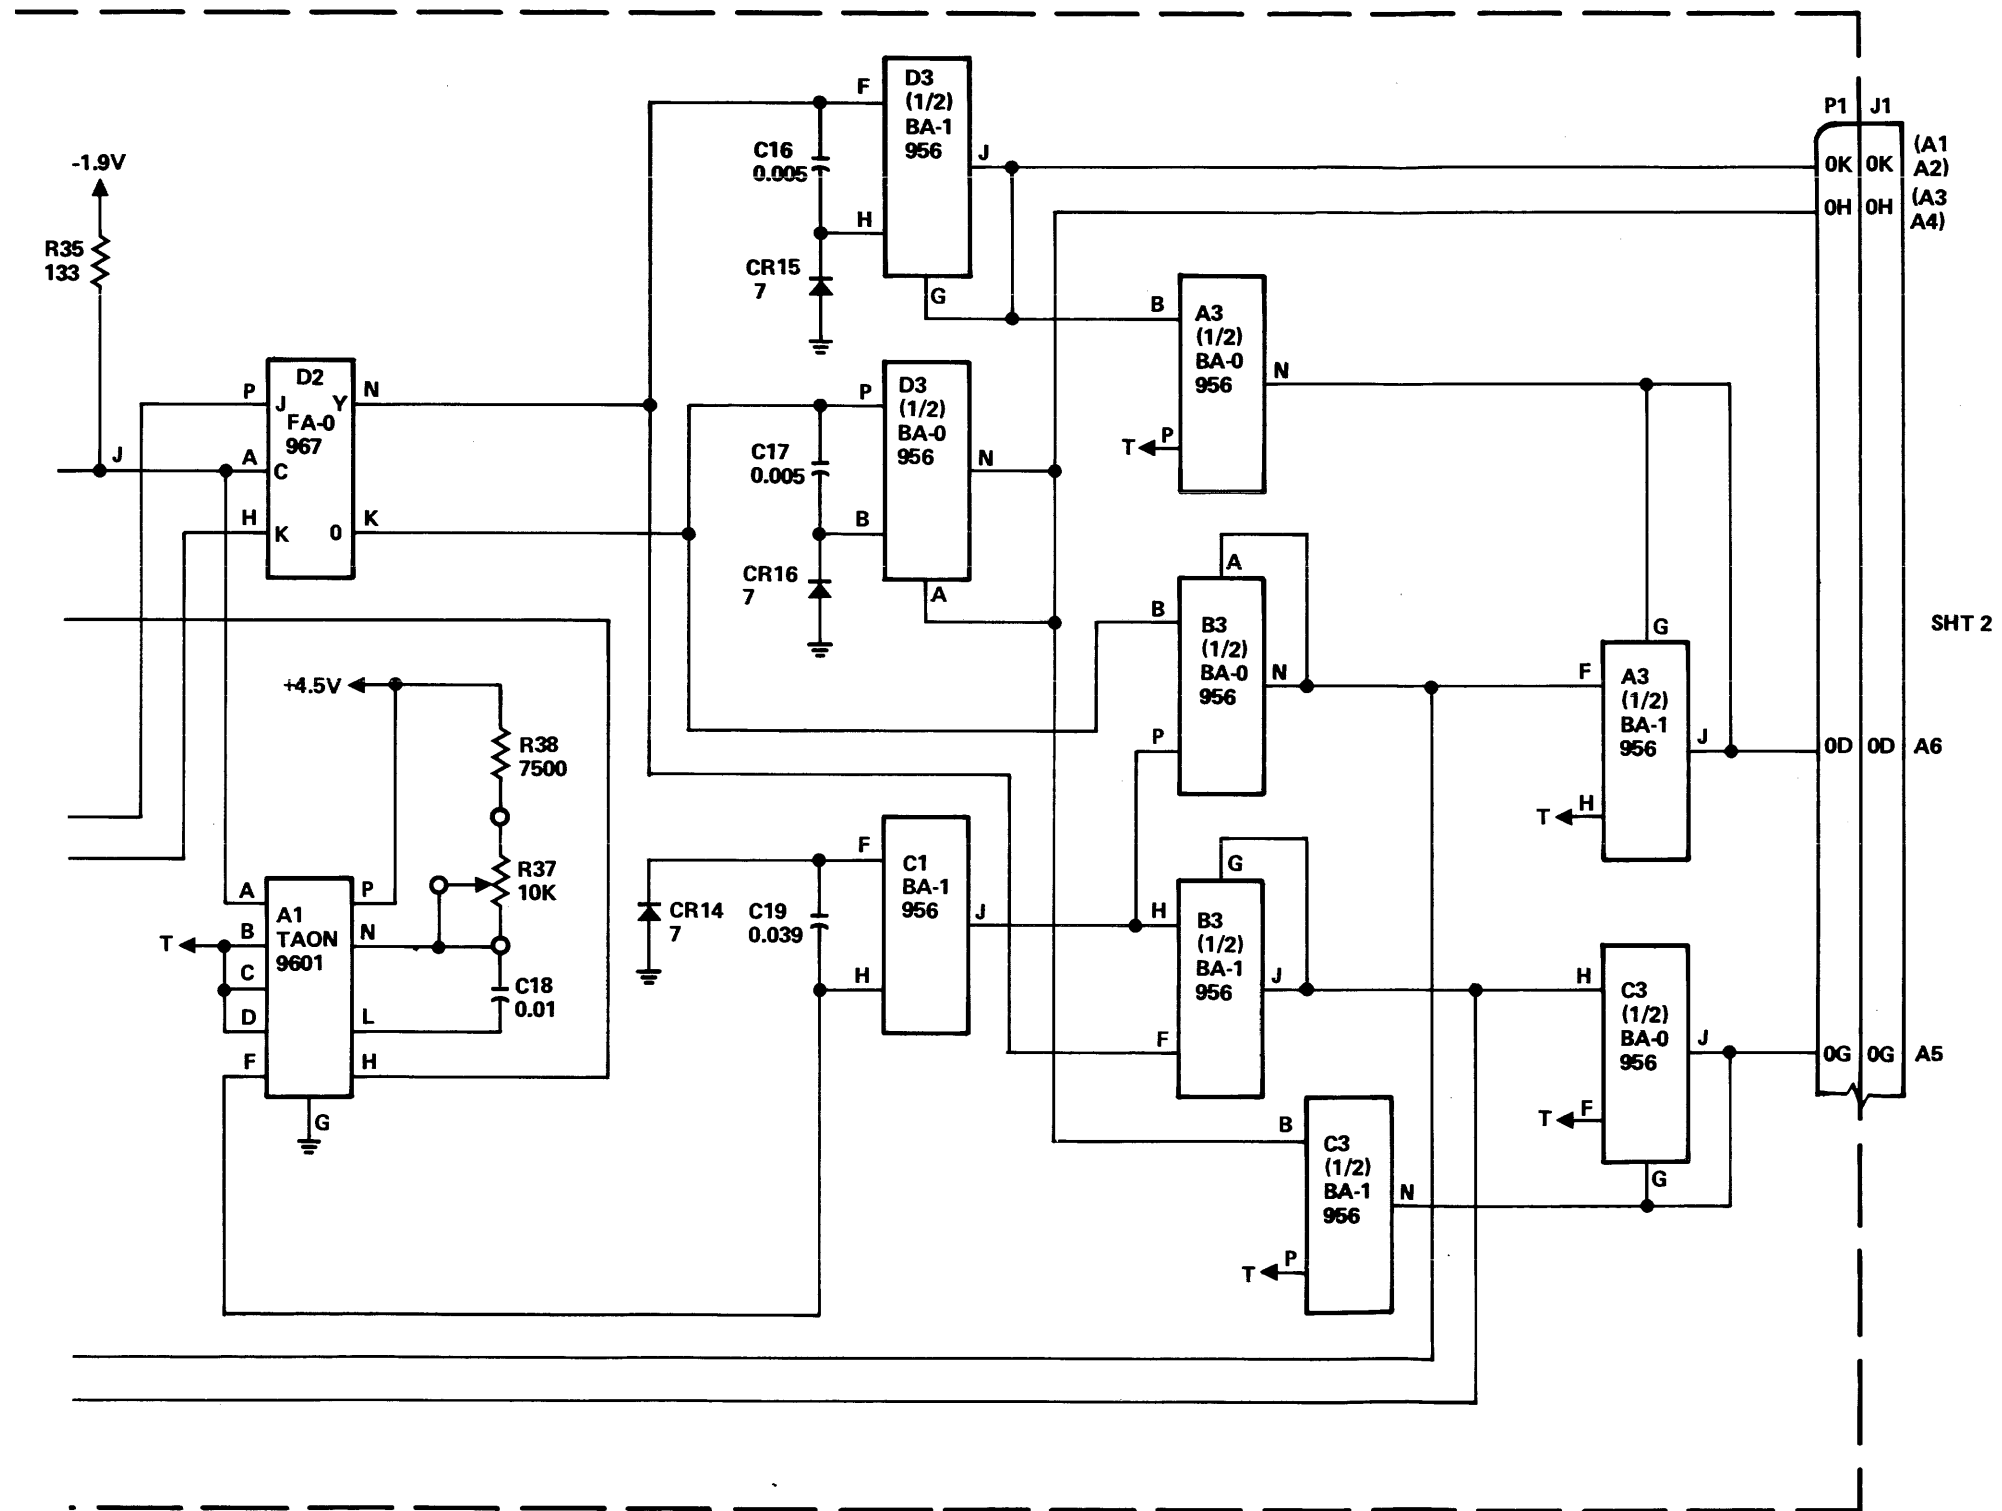 P1 J1
D3
(1/2)
BA-1
956
F
H
J
G
C16
0.005
CR15
7
0K 0K (A1
A2)
0H 0H (A3
A4)
-1.9V
R35
133
J
D2
J Y
FA-0
967
C
K 0
P
A
H
N
K
D3
(1/2)
BA-0
956
P
B
N
A
C17
0.005
CR16
7
A3
(1/2)
BA-0
956
B
N
T P
B3
(1/2)
BA-0
956
A
B
N
P
SHT 2
A3
(1/2)
BA-1
956
G
F
J
T H
0D 0D A6
+4.5V
R38
7500
R37
10K
C18
0.01
A1
TAON
9601
A
T B
C
D
F
P
N
L
H
G
CR14
7
C19
0.039
C1
BA-1
956
F
H
J
B3
(1/2)
BA-1
956
G
H
J
F
C3
(1/2)
BA-0
956
H
J
T F
G
0G 0G A5
C3
(1/2)
BA-1
956
B
N
T P